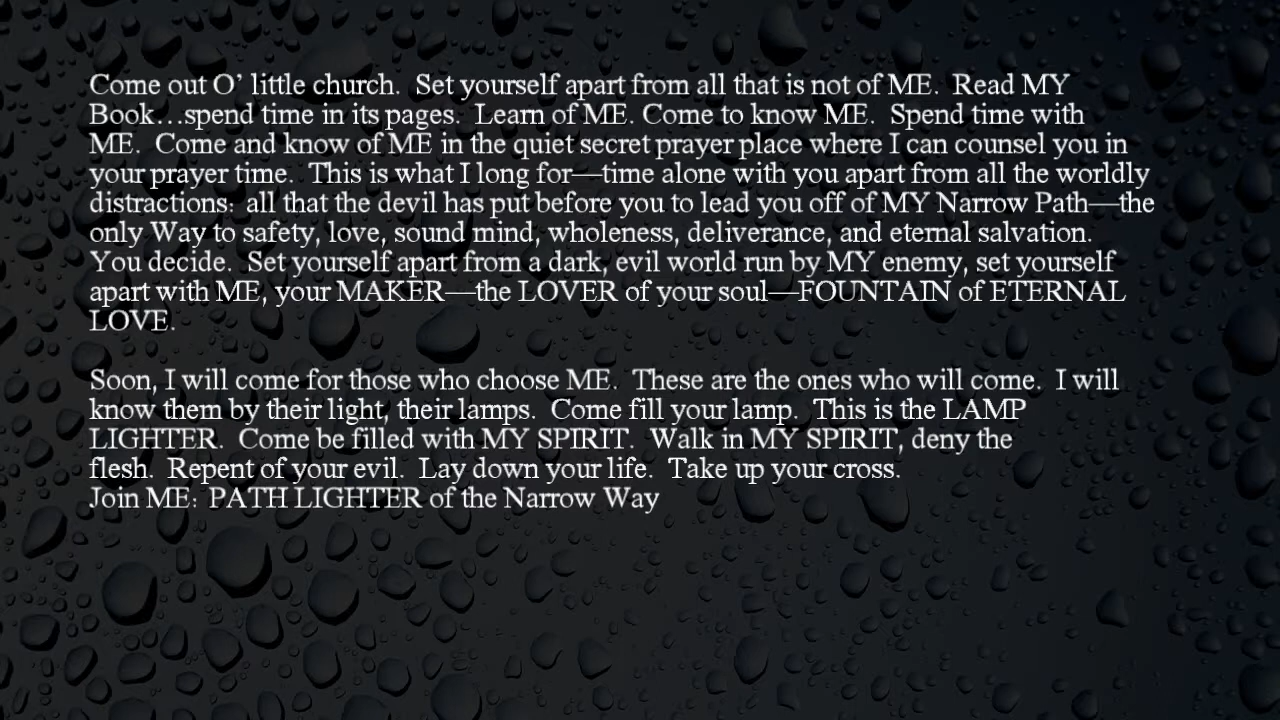 Come out O’ little church.  Set yourself apart from all that is not of ME.  Read MY
Book…spend time in its pages.  Learn of ME. Come to know ME.  Spend time with
ME.  Come and know of ME in the quiet secret prayer place where I can counsel you in
your prayer time.  This is what I long for—time alone with you apart from all the worldly
distractions:  all that the devil has put before you to lead you off of MY Narrow Path—the
only Way to safety, love, sound mind, wholeness, deliverance, and eternal salvation.
You decide.  Set yourself apart from a dark, evil world run by MY enemy, set yourself
apart with ME, your MAKER—the LOVER of your soul—FOUNTAIN of ETERNAL
LOVE.
Soon, I will come for those who choose ME.  These are the ones who will come.  I will
know them by their light, their lamps.  Come fill your lamp.  This is the LAMP
LIGHTER.  Come be filled with MY SPIRIT.  Walk in MY SPIRIT, deny the
flesh.  Repent of your evil.  Lay down your life.  Take up your cross.
Join ME:  PATH LIGHTER of the Narrow Way